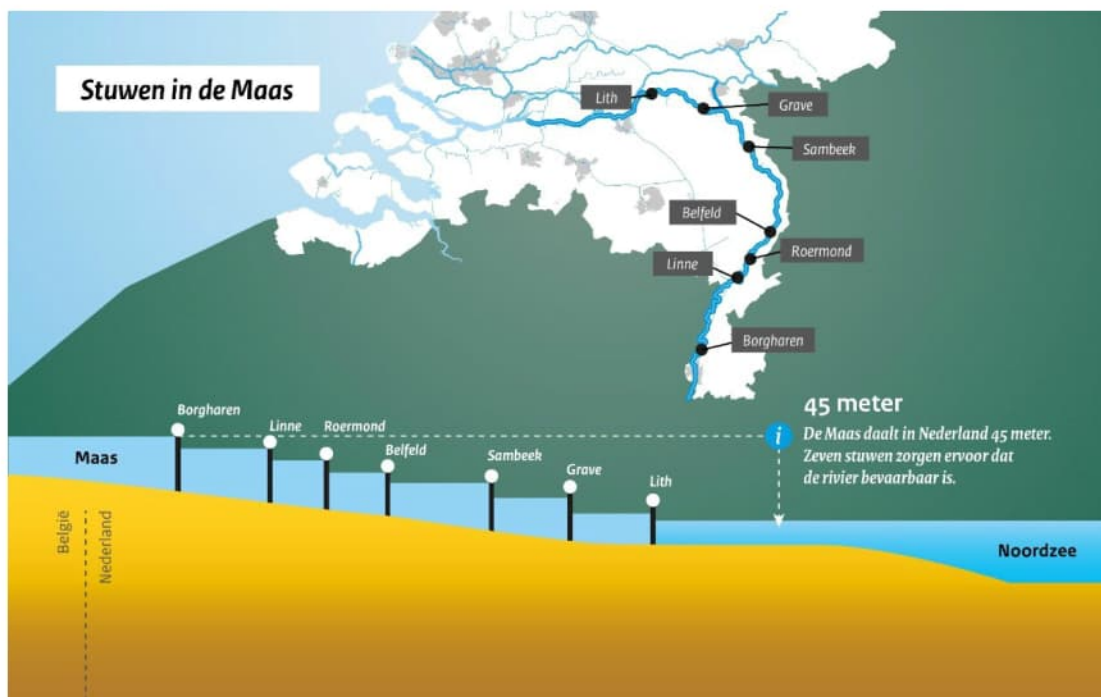 Stuwen in de Maas
Lith
Grave
Sambeek
Belfeld
Roermond
Linne
Borgharen
45 meter
De Maas daalt in Nederland 45 meter.
Zeven stuwen zorgen ervoor dat
de rivier bevaarbaar is.
i
Borgharen
Linne
Roermond
Belfeld
Sambeek
Grave
Lith
Maas
Noordzee
België
Nederland